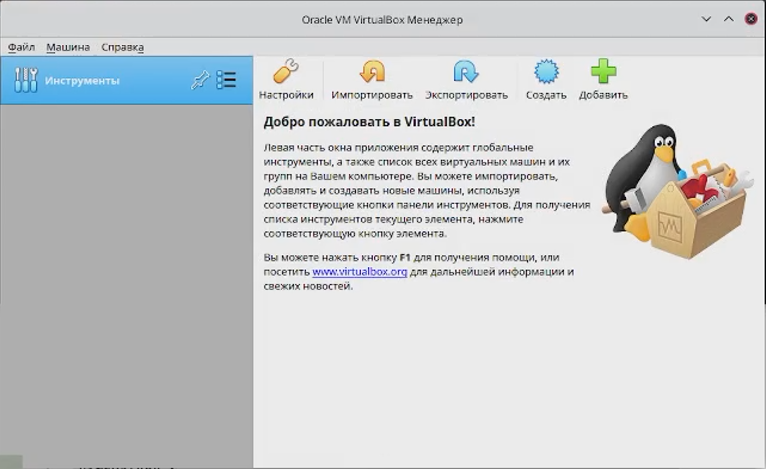 Oracle VM VirtualBox Менеджер
Файл Машина Справка
Инструменты
Настройки Импортировать Экспортировать Создать Добавить
Добро пожаловать в VirtualBox!
Левая часть окна приложения содержит глобальные
инструменты, а также список всех виртуальных машин и их
групп на Вашем компьютере. Вы можете импортировать,
добавлять и создавать новые машины, используя
соответствующие кнопки панели инструментов. Для получения
списка инструментов текущего элемента, нажмите
соответствующую кнопку элемента.
Вы можете нажать кнопку F1 для получения помощи, или
посетить www.virtualbox.org для дальнейшей информации и
свежих новостей.